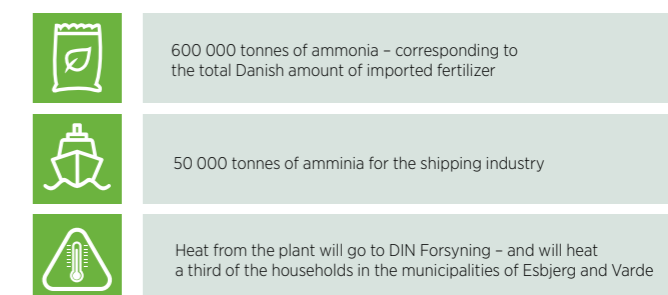 600 000 tonnes of ammonia – corresponding to
the total Danish amount of imported fertilizer
50 000 tonnes of amminia for the shipping industry
Heat from the plant will go to DIN Forsyning – and will heat
a third of the households in the municipalities of Esbjerg and Varde